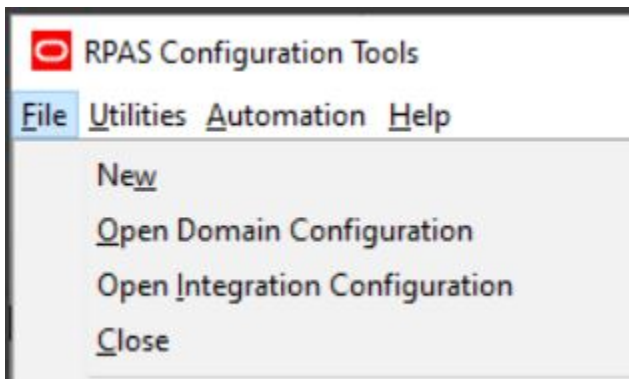 RPAS Configuration Tools
File Utilities Automation Help
New
Open Domain Configuration
Open Integration Configuration
Close